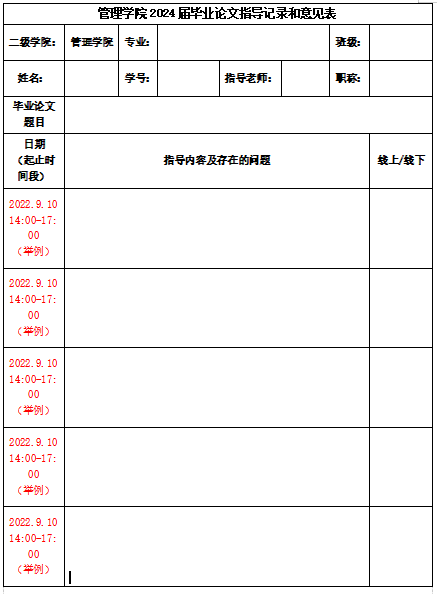 管理学院2024届毕业论文指导记录和意见表
二级学院： 管理学院 专业： 班级：
姓名： 学号： 指导老师： 职称：
毕业论文
题目
日期
（起止时
间段）
指导内容及存在的问题
线上/线下
2022.9.10
14:00-17:
00
（举例）
2022.9.10
14:00-17:
00
（举例）
2022.9.10
14:00-17:
00
（举例）
2022.9.10
14:00-17:
00
（举例）
2022.9.10
14:00-17:
00
（举例）